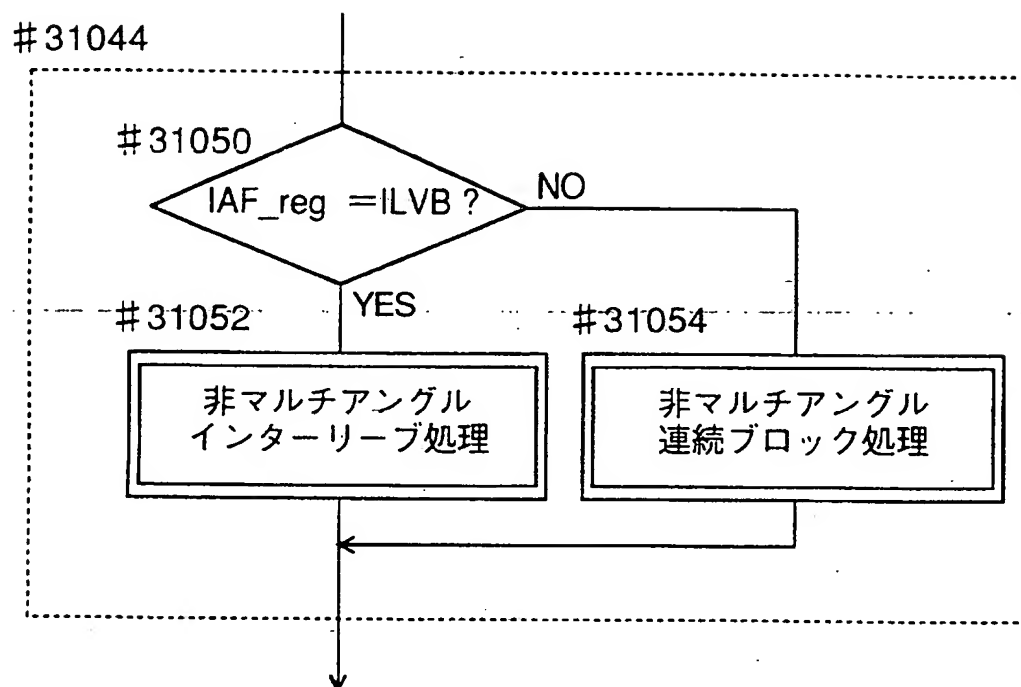 #31044
#31050
IAF_reg =ILVB ?
NO
YES
#31052
#31054
非マルチアングル
インターリーブ処理
非マルチアングル
連続ブロック処理